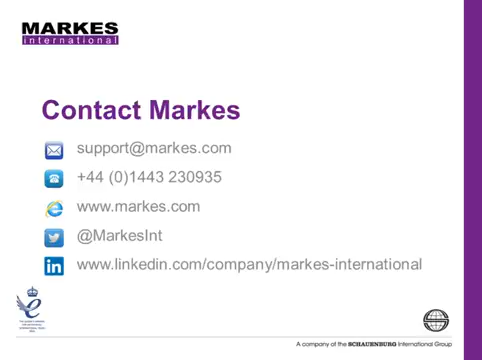 MARKES
international
Contact Markes
support@markes.com
+44 (0)1443 230935
www.markes.com
@MarkesInt
www.linkedin.com/company/markes-international
A company of the SCHAUENBURG International Group